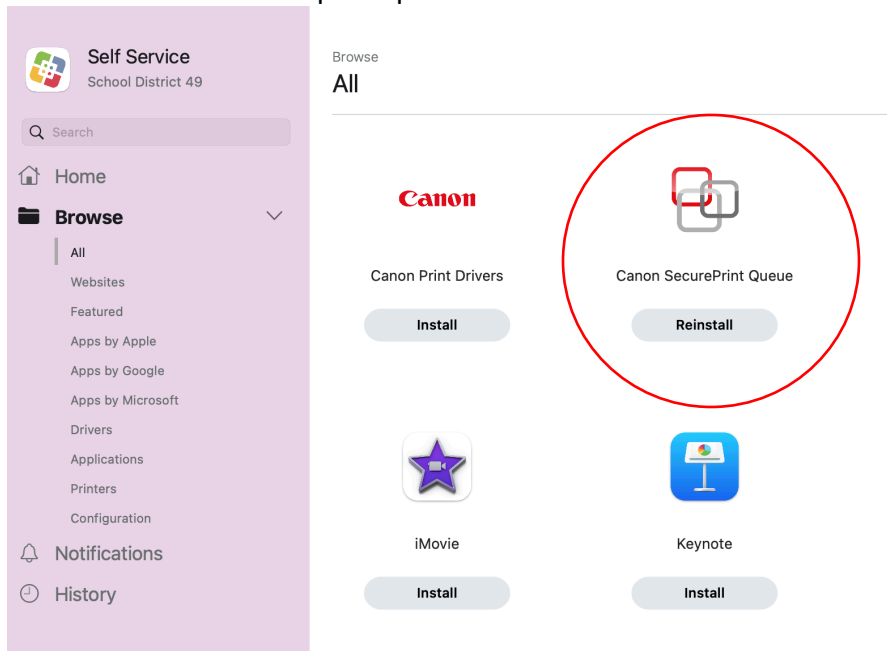 Self Service
School District 49
Search
Home
Browse
All
Websites
Featured
Apps by Apple
Apps by Google
Apps by Microsoft
Drivers
Applications
Printers
Configuration
Notifications
History
Browse
All
Canon
Canon Print Drivers
Install
Canon SecurePrint Queue
Reinstall
iMovie
Install
Keynote
Install